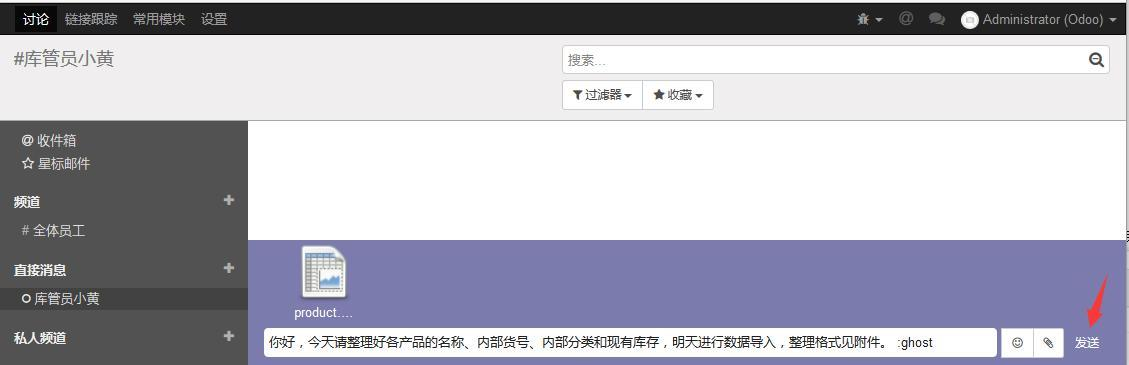 讨论 链接跟踪 常用模块 设置 Administrator (Odoo)
#库管员小黄
搜索...
过滤器 收藏
收件箱
星标邮件
频道
# 全体员工
直接消息
库管员小黄
私人频道
product....
你好，今天请整理好各产品的名称、内部货号、内部分类和现有库存，明天进行数据导入，整理格式见附件。 :ghost
发送